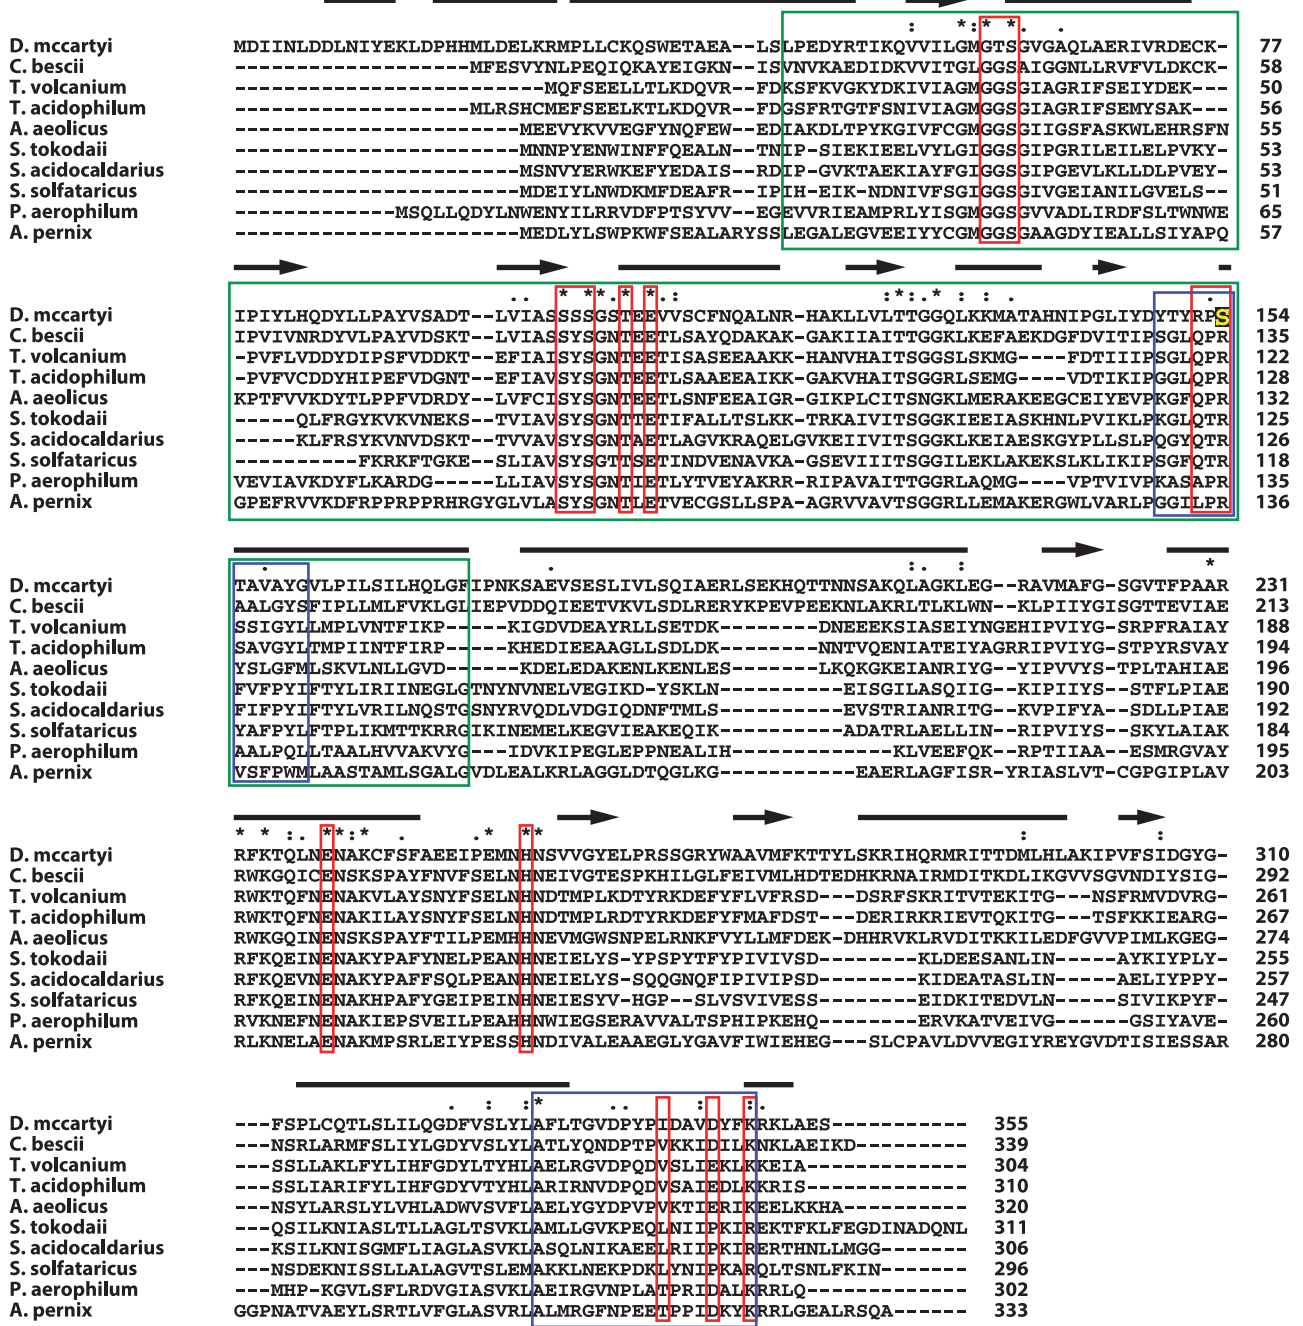 : *:* * . .
D. mccartyi MDIINLDDLNIYEKLDPHHMLDELKRMPLLCKQSWETAEA--LSLPEDYRTIKQVVILGMGTSGVGAQLAERIVRDECK- 77
C. bescii -------------------MFESVYNLPEQIQKAYEIGKN--ISVNVKAEDIDKVVITGLGGSAIGGNLLRVFVLDKCK- 58
T. volcanium -------------------------MQFSEELLTLKDQVR--FDKSFKVGKYDKIVIAGMGGSGIAGRIFSEIYDEK--- 50
T. acidophilum -------------------MLRSHCMEFSEELKTLKDQVR--FDGSFRTGTFSNIVIAGMGGSGIAGRIFSEMYSAK--- 56
A. aeolicus -----------------------MEEVYKVVEGFYNQFEW--EDIAKDLTPYKGIVFCGMGGSGIIGSFASKWLEHRSFN 55
S. tokodaii -----------------------MNNPYENWINFFQEALN--TNIP-SIEKIEELVYLGIGGSGIPGRILEILELPVKY- 53
S. acidocaldarius -----------------------MSNVYERWKEFYEDAIS--RDIP-GVKTAEKIAYFGIGGSGIPGEVLKLLDLPVEY- 53
S. solfataricus -----------------------MDEIYLNWDKMFDEAFR--IPIH-EIK-NDNIVFSGIGGSGIVGEIANILGVELS-- 51
P. aerophilum -------------MSQLLQDYLNWENYILRRVDFPTSYVV--EGEVVRIEAMPRLYISGMGGSGVVADLIRDFSLTWNWE 65
A. pernix -----------------------MEDLYLSWPKWFSEALARYSSLEGALEGVEEIYYCGMGGSGAAGDYIEALLSIYAPQ 57
.. * **.* *.: :*:*. .
D. mccartyi IPIYLHQDYLLPAYVSADT--LVIASSSSGSTEEVVSCFNQALNR-HAKLLVLTTGGQLKKMATAHNIPGLIYDYTYRPS 154
C. bescii IPVIVNRDYVLPAYVDSKT--LVIASSYSGNTEETLSAYQDAKAK-GAKIIAITTGGKLKEFAEKDGFDVITIPSGLQPR 135
T. volcanium -PVFLVDDYDIPSFVDDKT--EFIAISYSGNTEETISASEEAAKK-HANVHAITSGGSLSKMG----FDTIIIPSGLQPR 122
T. acidophilum -PVFVCDDYHIPEFVDGNT--EFIAVSYSGNTEETLSAAEEAIKK-GAKVHAITSGGRLSEMG----VDTIKIPGGLQPR 128
A. aeolicus KPTFVVKDYTLPPFVDRDY--LVFCISYSGNTEETLSNFEEAIGR-GIKPLCITSNGKLMERAKEEGCEIYEVPKGFQPR 132
S. tokodaii -----QLFRGYKVKVNEKS--TVIAVSYSGNTTETIFALLTSLKK-TRKAIVITSGGKIEEIASKHNLPVIKLPKGLQTR 125
S. acidocaldarius -----KLFRSYKVNVDSKT--TVVAVSYSGNTAETLAGVKRAQELGVKEIIVITSGGKLKEIAESKGYPLLSLPQGYQTR 126
S. solfataricus ----------FKRKFTGKE--SLIAVSYSGTTSETINDVENAVKA-GSEVIIITSGGILEKLAKEKSLKLIKIPSGFQTR 118
P. aerophilum VEVIAVKDYFLKARDG-----LLIAVSYSGNTIETLYTVEYAKRR-RIPAVAITTGGRLAQMG----VPTVIVPKASAPR 135
A. pernix GPEFRVVKDFRPPRPPRHRGYGLVLASYSGNTLETVECGSLLSPA-AGRVVAVTSGGRLLEMAKERGWLVARLPGGILPR 136
. . :. : *
D. mccartyi TAVAYGVLPILSILHQLGFIPNKSAEVSESLIVLSQIAERLSEKHQTTNNSAKQLAGKLEG--RAVMAFG-SGVTFPAAR 231
C. bescii AALGYSFIPLLMLFVKLGLIEPVDDQIEETVKVLSDLRERYKPEVPEEKNLAKRLTLKLWN--KLPIIYGISGTTEVIAE 213
T. volcanium SSIGYLLMPLVNTFIKP-----KIGDVDEAYRLLSETDK-------DNEEEKSIASEIYNGEHIPVIYG-SRPFRAIAY 188
T. acidophilum SAVGYLTMPIINTFIRP-----KHEDIEEAAGLLSDLDK-------NNTVQENIATEIYAGRRIPVIYG-STPYRSVAY 194
A. aeolicus YSLGFMLSKVLNLLGVD-----KDELEDAKENLKENLES-------LKQKGKEIANRIYG--YIPVVYS-TPLTAHIAE 196
S. tokodaii FVFPYIFTYLIRIINEGLGTNYNVNELVEGIKD-YSKLN---------EISGILASQIIG--KIPIIYS--STFLPIAE 190
S. acidocaldarius FIFPYIFTYLVRILNQSTGSNYRVQDLVDGIQDNFTMLS---------EVSTRIANRITG--KVPIFYA--SDLLPIAE 192
S. solfataricus YAFPYLFTPLIKMTTKRRGIKINEMELKEGVIEAKEQIK---------ADATRLAELLIN--RIPVIYS--SKYLAIAK 184
P. aerophilum AALPQLLTAALHVVAKVYG---IDVKIPEGLEPPNEALIH---------KLVEEFQK--RPTIIAA--ESMRGVAY 195
A. pernix VSFPWMLAASTAMLSGALGVDLEALKRLAGGLDTQGLKG-----------EAERLAGFISR-YRIASLVT-CGPGIPLAV 203
* * :. **:* . .* ** : :
D. mccartyi RFKTQLNENAKCFSFAEEIPEMNHNSVVGYELPRSSGRYWAAVMFKTTYLSKRIHQRMRITTDMLHLAKIPVFSIDGYG- 310
C. bescii RWKGQICENSKSPAYFNVFSELNHNEIVGTESPKHILGLFEIVMLHDTEDHKRNAIRMDITKDLIKGVVSGVNDIYSIG- 292
T. volcanium RWKTQFNENAKVLAYSNYFSELNHNDTMPLKDTYRKDEFYFLVFRSD--DSRFSKRITVTEKITG---NSFRMVDVRG- 261
T. acidophilum RWKTQFNENAKILAYSNYFSELNHNDTMPLRDTYRKDEFYFMAFDST--DERIRKRIEVTQKITG---TSFKKIEARG- 267
A. aeolicus RWKGQINENSKSPAYFTILPEMHHNEVMGWSNPELRNKFVYLLMFDEK-DHHRVKLRVDITKKILEDFGVVPIMLKGEG- 274
S. tokodaii RFKQEINENAKYPAFYNELPEANHNEIELYS-YPSPYTFYPIVIVSD------KLDEESANLIN-----AYKIYPLY- 255
S. acidocaldarius RFKQEVNENAKYPAFFSQLPEANHNEIELYS-SQQGNQFIPIVIPSD------KIDEATASLIN-----AELIYPPY- 257
S. solfataricus RFKQEINENAKHPAFYGEIPEINHNEIESYV-HGP--SLVSVIVESS------EIDKITEDVLN-----SIVIKPYF- 247
P. aerophilum RVKNEFNENAKIEPSVEILPEAHHNWIEGSERAVVALTSPHIPKEHQ------ERVKATVEIVG------GSIYAVE- 260
A. pernix RLKNELAENAKMPSRLEIYPESSHNDIVALEAAEGLYGAVFIWIEHEG---SLCPAVLDVVEGIYREYGVDTISIESSAR 280
. : :* .. : :.
D. mccartyi ---FSPLCQTLSLILQGDFVSLYLAFLTGVDPYPIDAVDYFKRKLAES----------- 355
C. bescii ---NSRLARMFSLIYLGDYVSLYLATLYQNDPTPVKKIDILKNKLAEIKD--------- 339
T. volcanium ---SSLLAKLFYLIHFGDYLTYHLAELRGVDPQDVSLIEKLKKEIA------------- 304
T. acidophilum ---SSLIARIFYLIHFGDYVTYHLARIRNVDPQDVSAIEDLKKRIS------------- 310
A. aeolicus ---NSYLARSLYLVHLADWVSVFLAELYGYDPVPVKTIERIKEELKKHA---------- 320
S. tokodaii ---QSILKNIASLTLLAGLTSVKLAMLLGVKPEQLNIIPKIREKTFKLFEGDINADQNL 311
S. acidocaldarius ---KSILKNISGMFLIAGLASVKLASQLNIKAEELRIIPKIRERTHNLLMGG------- 306
S. solfataricus ---NSDEKNISSLLALAGVTSLEMAKKLNEKPDKLYNIPKARQLTSNLFKIN------- 296
P. aerophilum ---MHP-KGVLSFLRDVGIASVKLAEIRGVNPLATPRIDALKRRLQ------------- 302
A. pernix GGPNATVAEYLSRTLVFGLASVRLALMRGFNPEETPPIDKYKRRLGEALRSQA------ 333